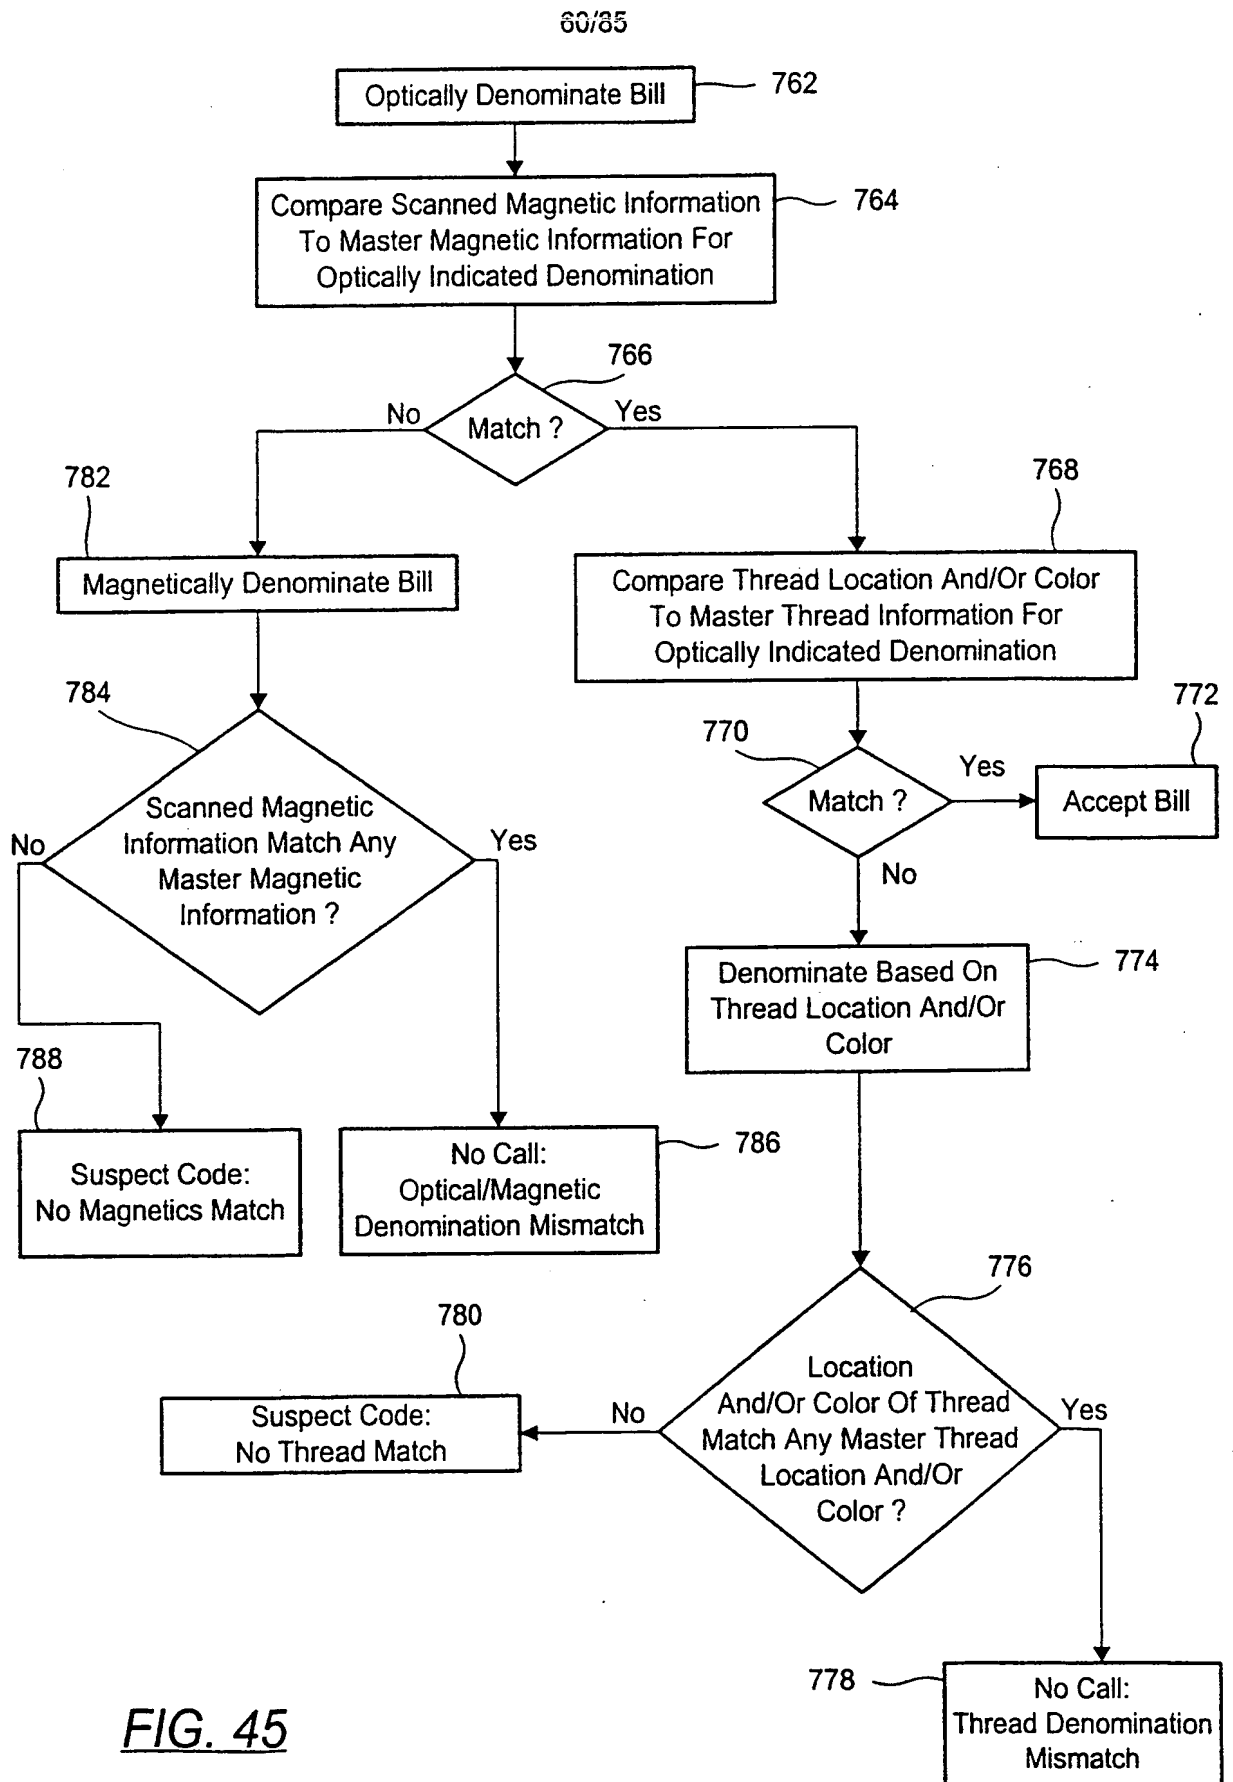 60/85
Optically Denominate Bill
762
Compare Scanned Magnetic Information
To Master Magnetic Information For
Optically Indicated Denomination
764
766
Match ?
No
Yes
782
Magnetically Denominate Bill
768
Compare Thread Location And/Or Color
To Master Thread Information For
Optically Indicated Denomination
784
Scanned Magnetic
Information Match Any
Master Magnetic
Information ?
No
Yes
770
Match ?
Yes
No
772
Accept Bill
774
Denominate Based On
Thread Location And/Or
Color
788
Suspect Code:
No Magnetics Match
786
No Call:
Optical/Magnetic
Denomination Mismatch
776
Location
And/Or Color Of Thread
Match Any Master Thread
Location And/Or
Color ?
No
Yes
780
Suspect Code:
No Thread Match
778
No Call:
Thread Denomination
Mismatch
FIG. 45